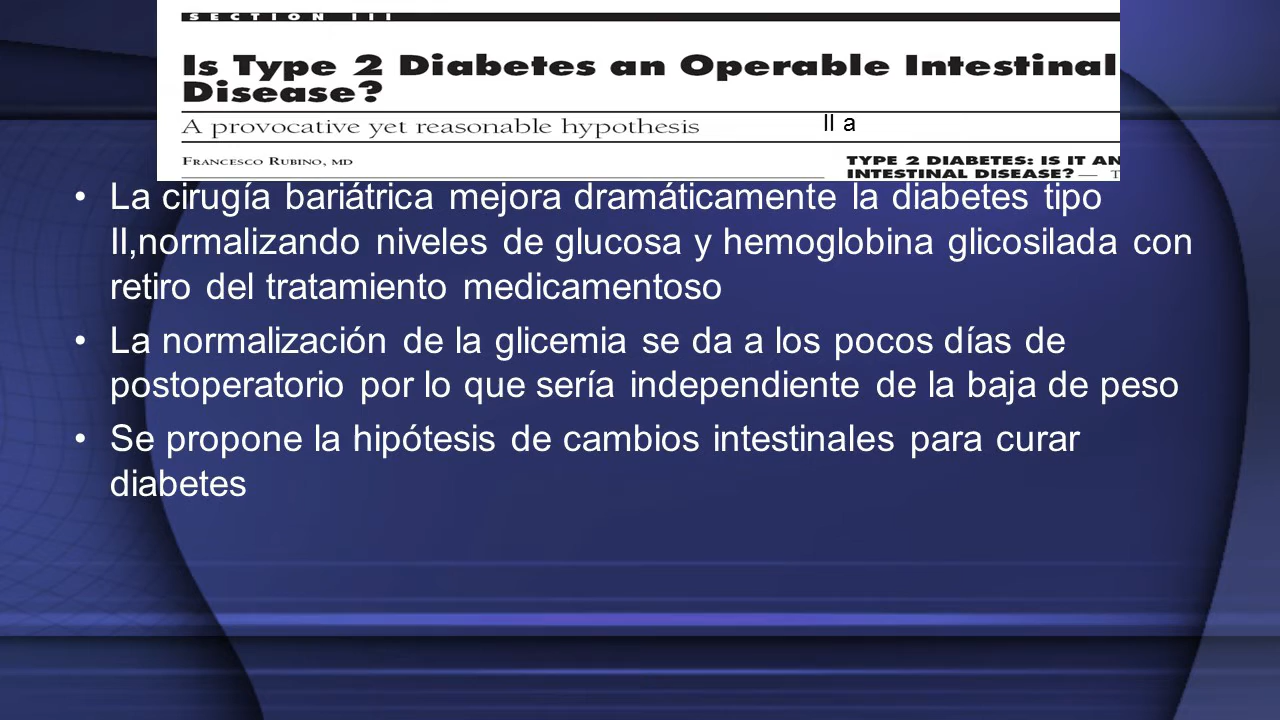 SECTION III
Is Type 2 Diabetes an Operable Intestinal
Disease?
A provocative yet reasonable hypothesis
II a
FRANCESCO RUBINO, MD
TYPE 2 DIABETES: IS IT AN
INTESTINAL DISEASE? — T
• La cirugía bariátrica mejora dramáticamente la diabetes tipo
II,normalizando niveles de glucosa y hemoglobina glicosilada con
retiro del tratamiento medicamentoso
• La normalización de la glicemia se da a los pocos días de
postoperatorio por lo que sería independiente de la baja de peso
• Se propone la hipótesis de cambios intestinales para curar
diabetes